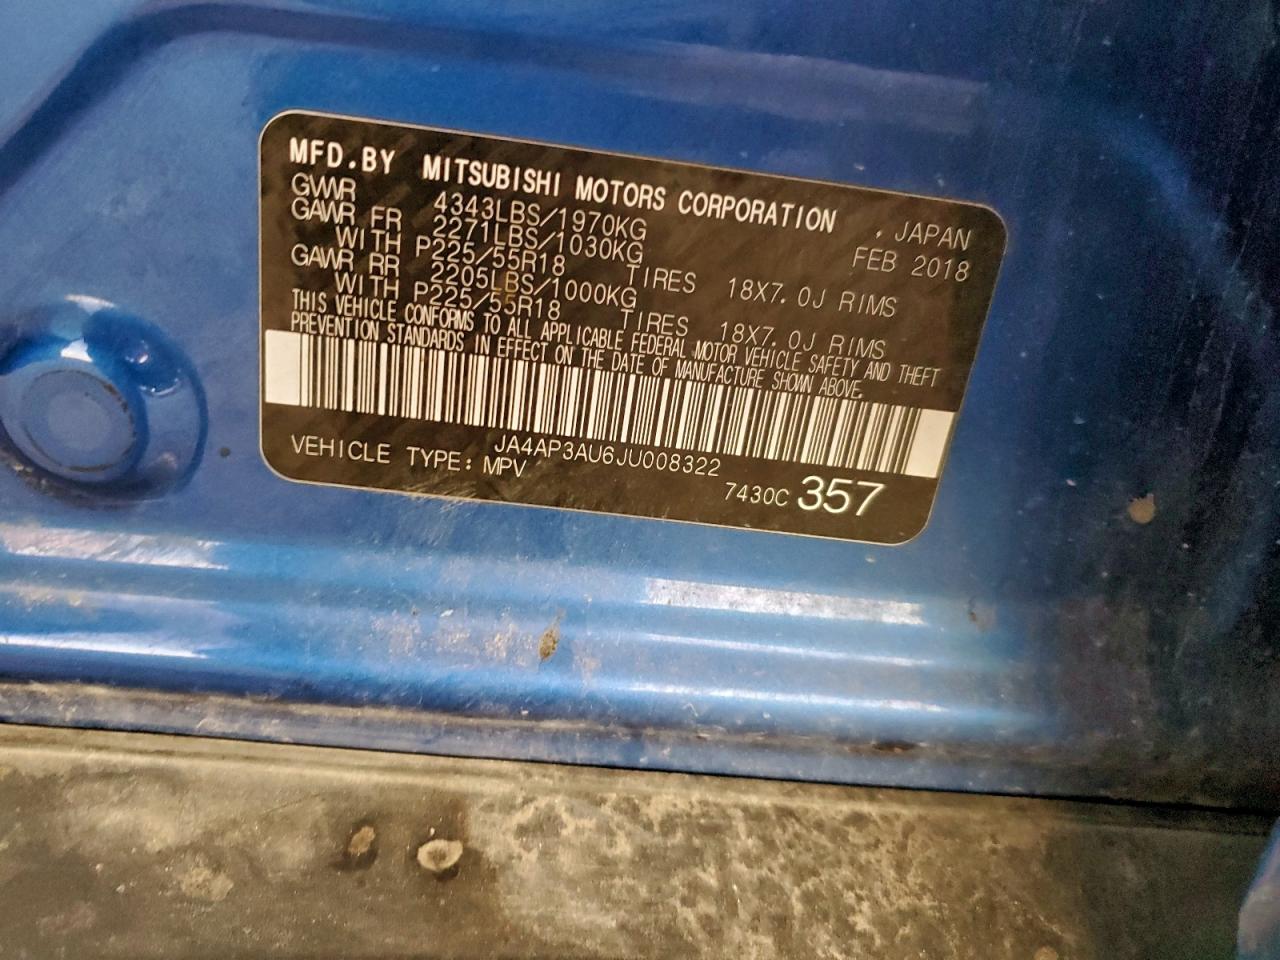 MFD.BY MITSUBISHI MOTORS CORPORATION , JAPAN
GVWR 4343LBS/1970KG FEB 2018
GAWR FR 2271LBS/1030KG
WITH P225/55R18 TIRES 18X7.0J RIMS
GAWR RR 2205LBS/1000KG
WITH P225/55R18 TIRES 18X7.0J RIMS
THIS VEHICLE CONFORMS TO ALL APPLICABLE FEDERAL MOTOR VEHICLE SAFETY AND THEFT
PREVENTION STANDARDS IN EFFECT ON THE DATE OF MANUFACTURE SHOWN ABOVE.
JA4AP3AU6JU008322
VEHICLE TYPE: MPV
7430C 357